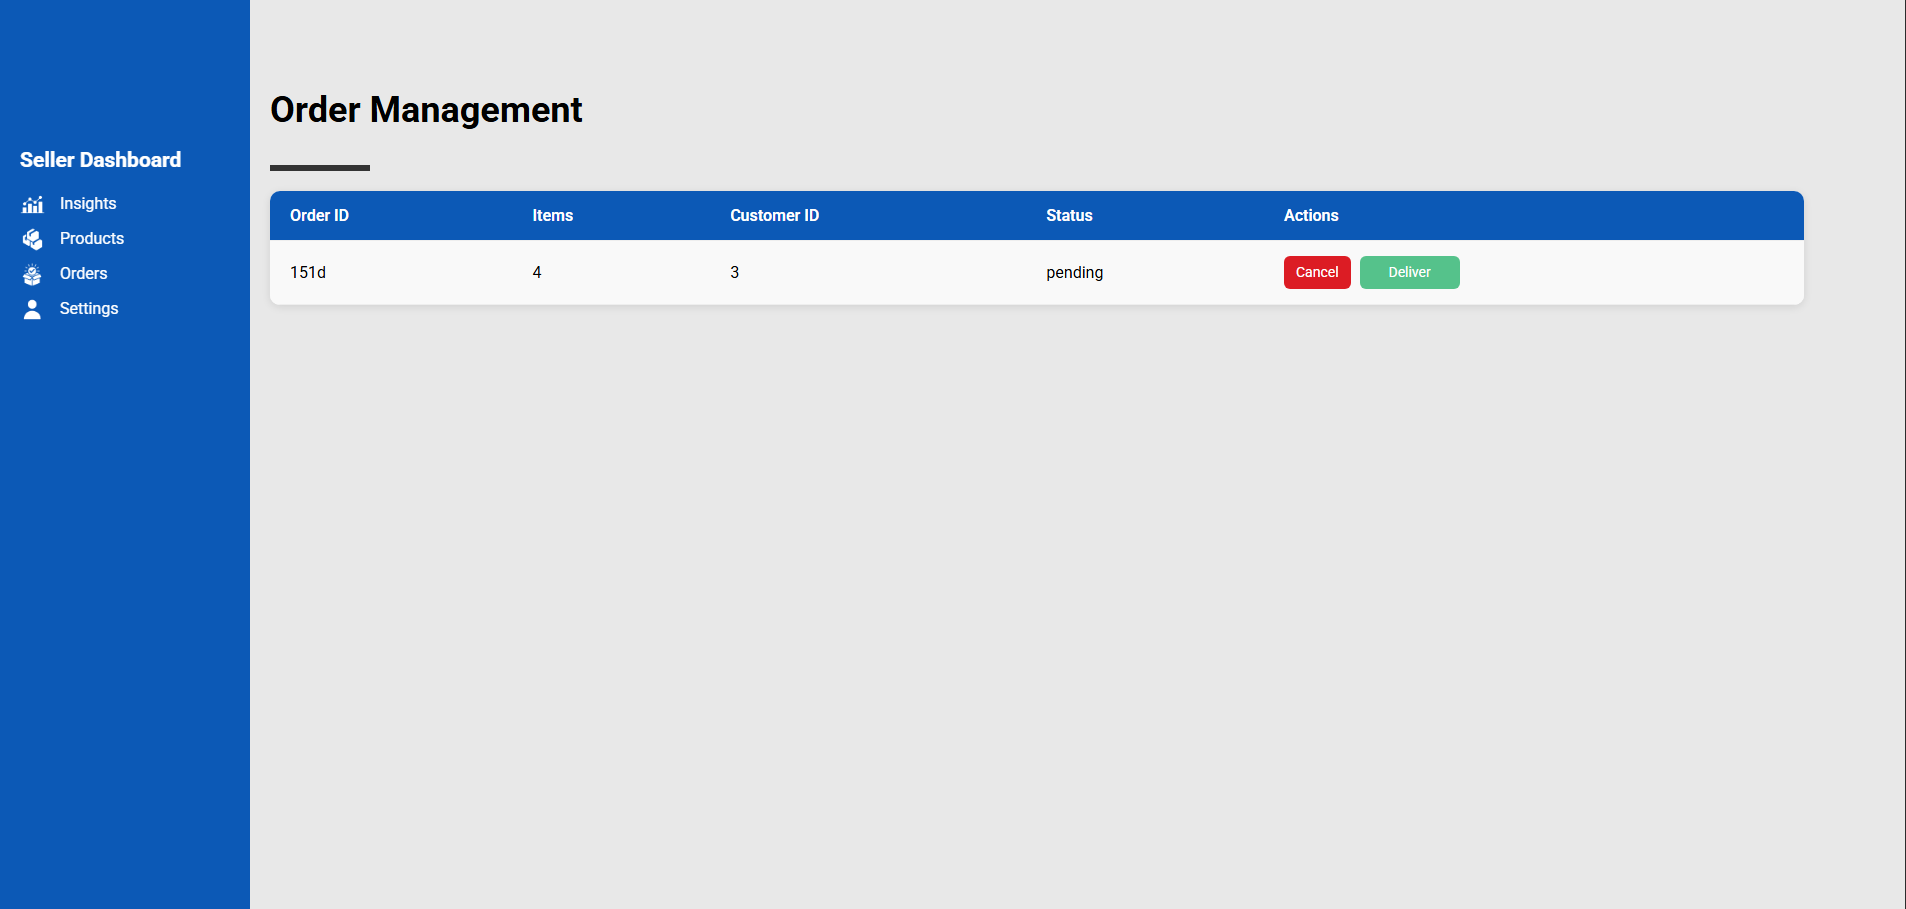 Order Management
Seller Dashboard
Insights
Products
Orders
Settings
Order ID Items Customer ID Status Actions
151d 4 3 pending Cancel Deliver